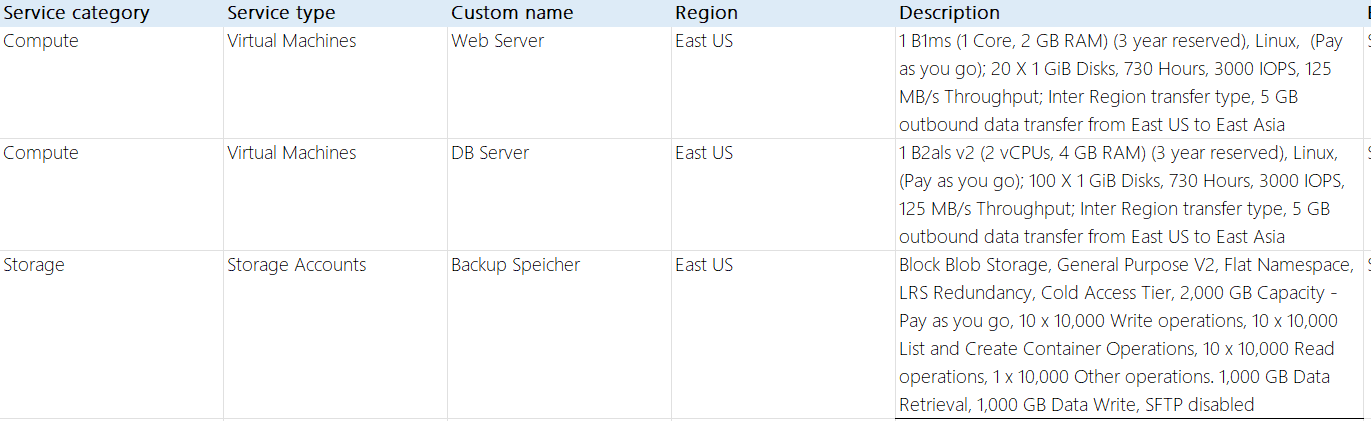 Service category Service type Custom name Region Description
Compute Virtual Machines Web Server East US 1 B1ms (1 Core, 2 GB RAM) (3 year reserved), Linux, (Pay
as you go); 20 X 1 GiB Disks, 730 Hours, 3000 IOPS, 125
MB/s Throughput; Inter Region transfer type, 5 GB
outbound data transfer from East US to East Asia
Compute Virtual Machines DB Server East US 1 B2als v2 (2 vCPUs, 4 GB RAM) (3 year reserved), Linux,
(Pay as you go); 100 X 1 GiB Disks, 730 Hours, 3000 IOPS,
125 MB/s Throughput; Inter Region transfer type, 5 GB
outbound data transfer from East US to East Asia
Storage Storage Accounts Backup Speicher East US Block Blob Storage, General Purpose V2, Flat Namespace,
LRS Redundancy, Cold Access Tier, 2,000 GB Capacity -
Pay as you go, 10 x 10,000 Write operations, 10 x 10,000
List and Create Container Operations, 10 x 10,000 Read
operations, 1 x 10,000 Other operations. 1,000 GB Data
Retrieval, 1,000 GB Data Write, SFTP disabled